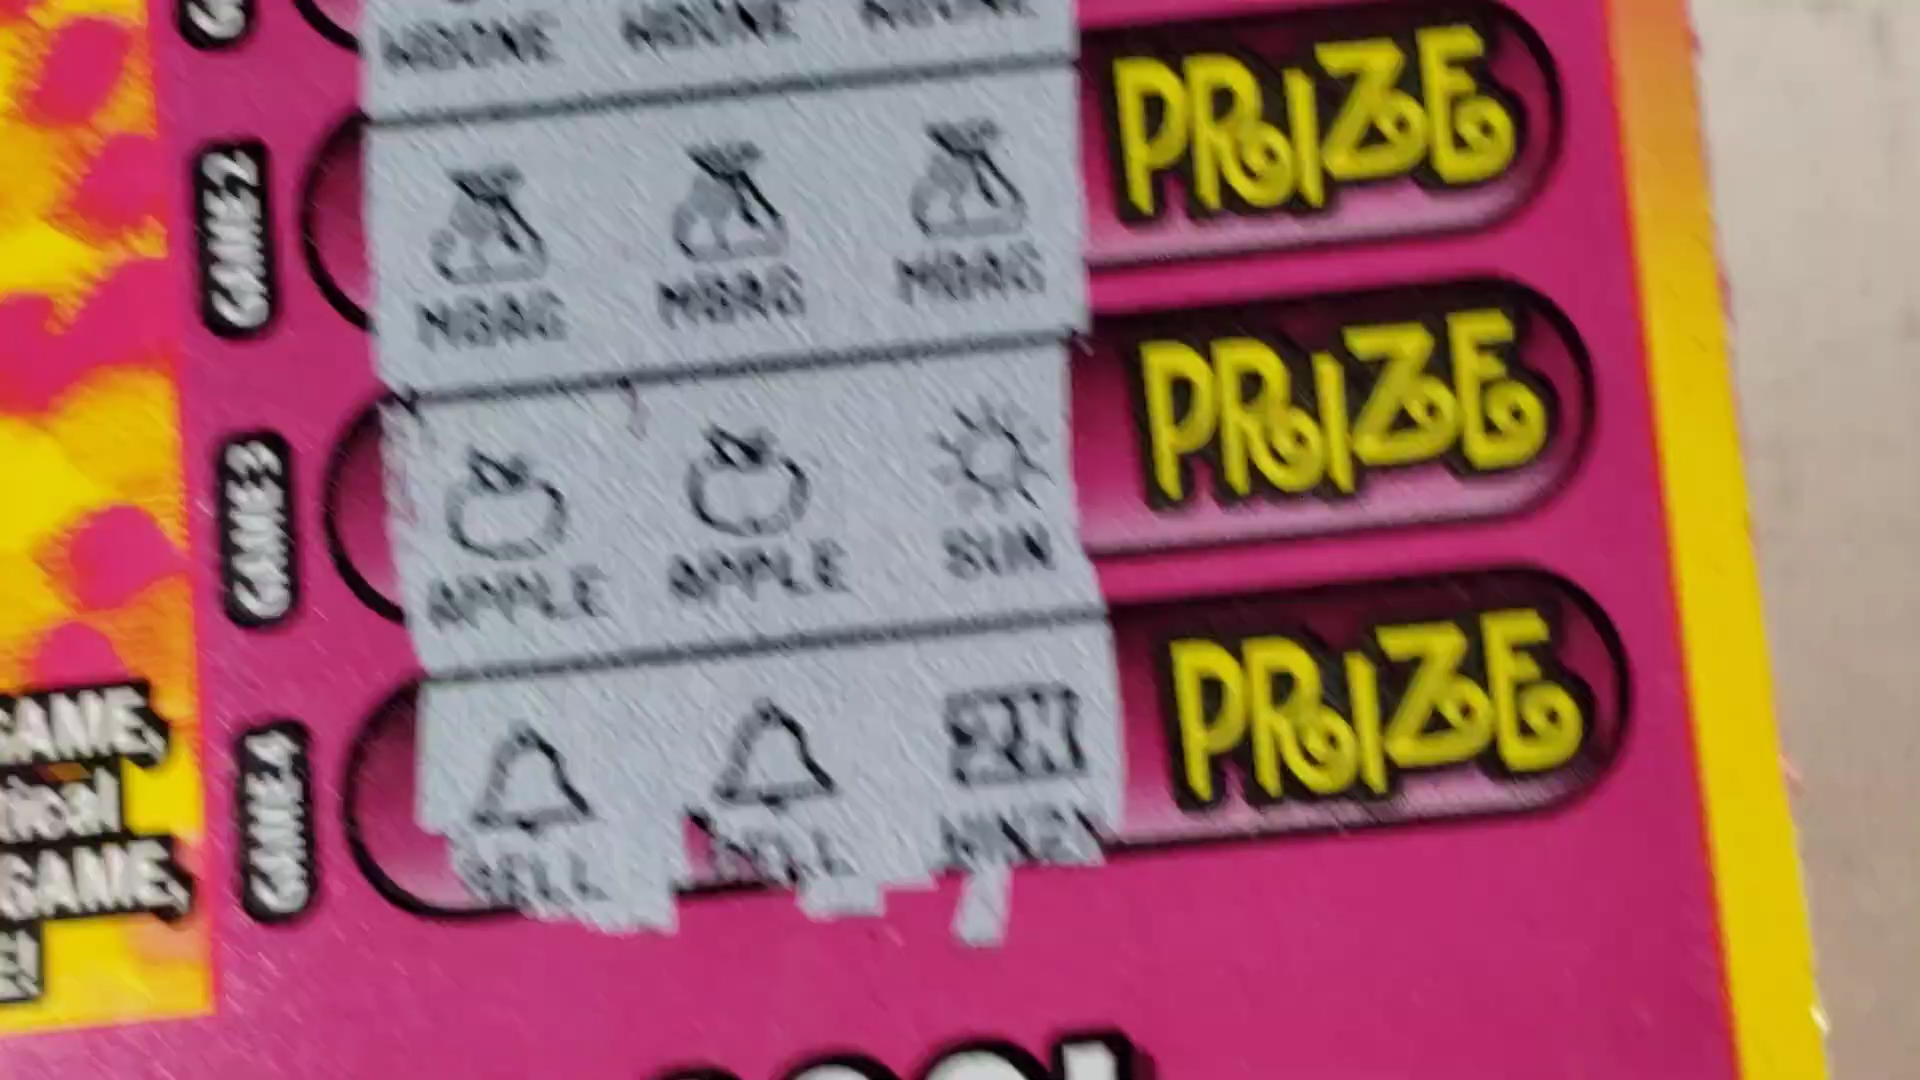 PRIZE
GAME 2
MBAG MBAG MBAG
PRIZE
GAME 3
APPLE APPLE SUN
PRIZE
GAME 4
BELL BELL
GAME,
tical
GAME,